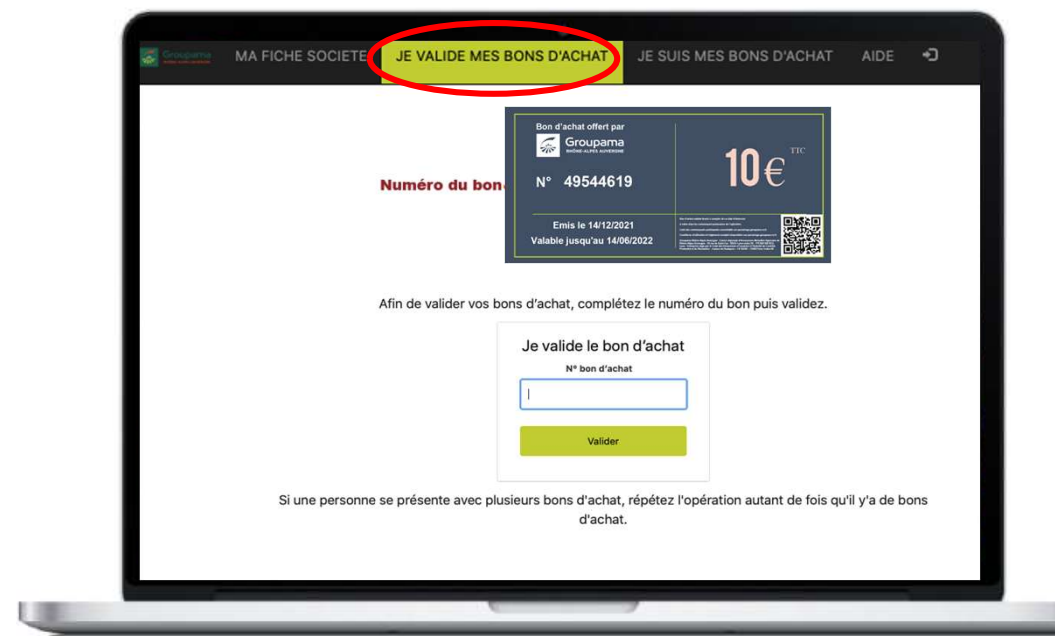 Groupama
MA FICHE SOCIETE
JE VALIDE MES BONS D'ACHAT
JE SUIS MES BONS D'ACHAT
AIDE
Bon d'achat offert par
Groupama
RHÔNE-ALPES AUVERGNE
10€ TTC
Numéro du bon
N° 49544619
Emis le 14/12/2021
Valable jusqu'au 14/06/2022
Afin de valider vos bons d'achat, complétez le numéro du bon puis validez.
Je valide le bon d'achat
N° bon d'achat
Valider
Si une personne se présente avec plusieurs bons d'achat, répétez l'opération autant de fois qu'il y'a de bons
d'achat.